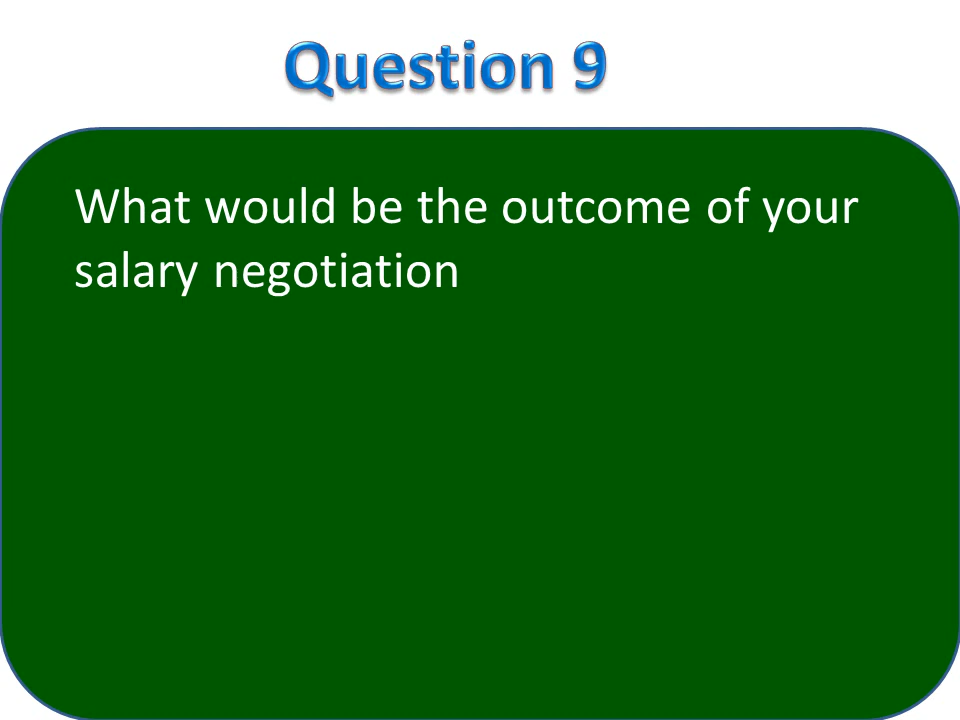 Question 9
What would be the outcome of your
salary negotiation